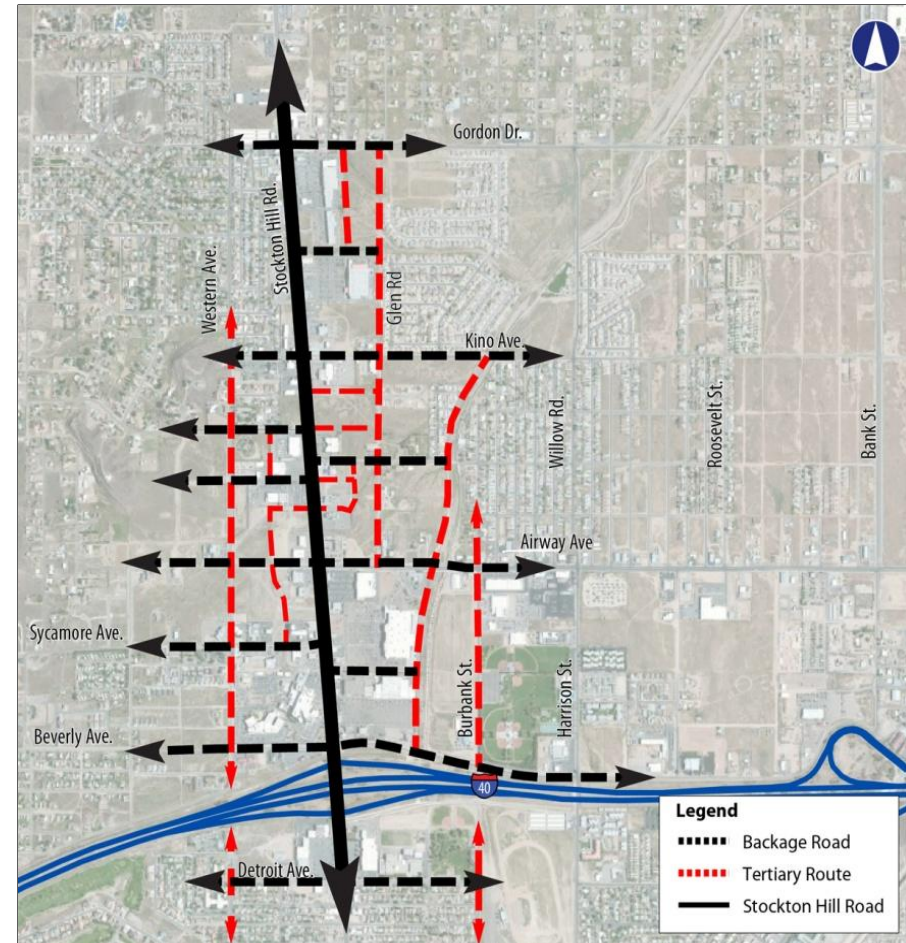 Gordon Dr.
Stockton Hill Rd.
Western Ave.
Glen Rd
Kino Ave.
Willow Rd.
Roosevelt St.
Bank St.
Airway Ave
Sycamore Ave.
Burbank St.
Harrison St.
Beverly Ave.
40
Detroit Ave.
Legend
Backage Road
Tertiary Route
Stockton Hill Road